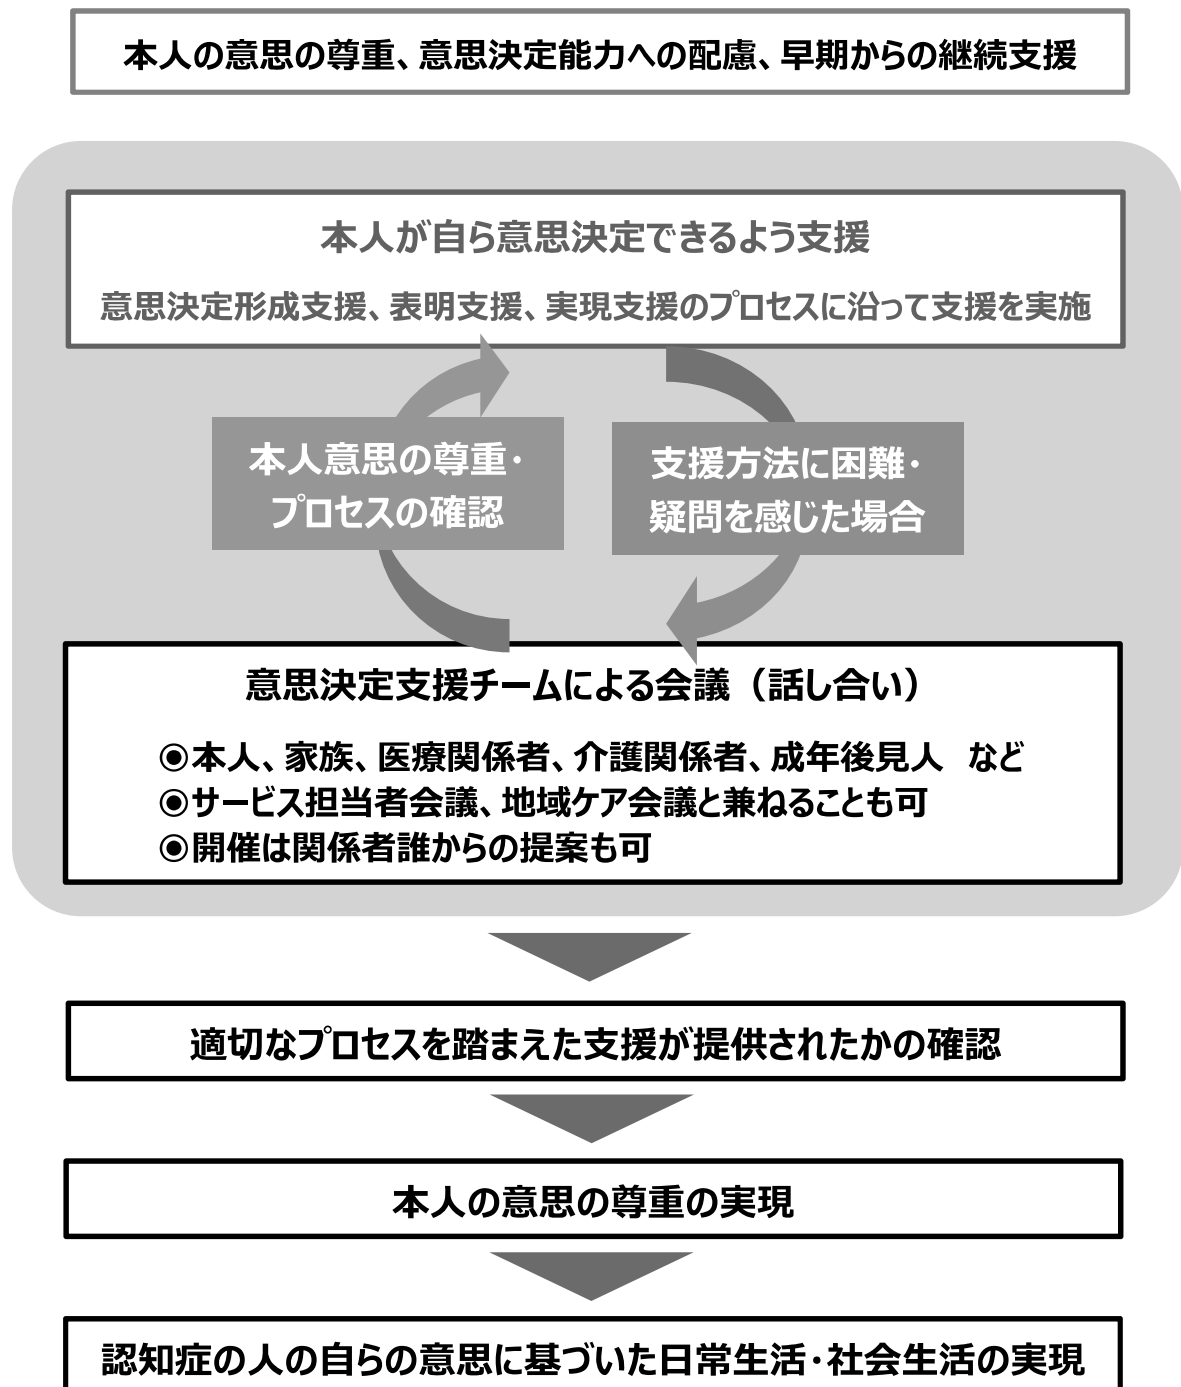 本人の意思の尊重、意思決定能力への配慮、早期からの継続支援
本人が自ら意思決定できるよう支援
意思決定形成支援、表明支援、実現支援のプロセスに沿って支援を実施
本人意思の尊重・
プロセスの確認
支援方法に困難・
疑問を感じた場合
意思決定支援チームによる会議（話し合い）
◉本人、家族、医療関係者、介護関係者、成年後見人　など
◉サービス担当者会議、地域ケア会議と兼ねることも可
◉開催は関係者誰からの提案も可
適切なプロセスを踏まえた支援が提供されたかの確認
本人の意思の尊重の実現
認知症の人の自らの意思に基づいた日常生活・社会生活の実現